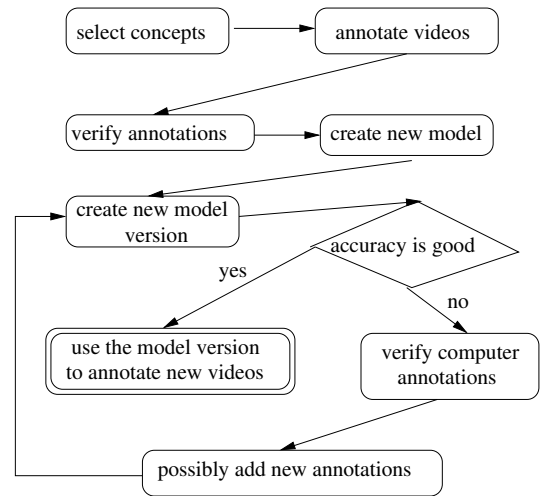 select concepts
annotate videos
verify annotations
create new model
create new model
version
accuracy is good
yes
no
use the model version
to annotate new videos
verify computer
annotations
possibly add new annotations